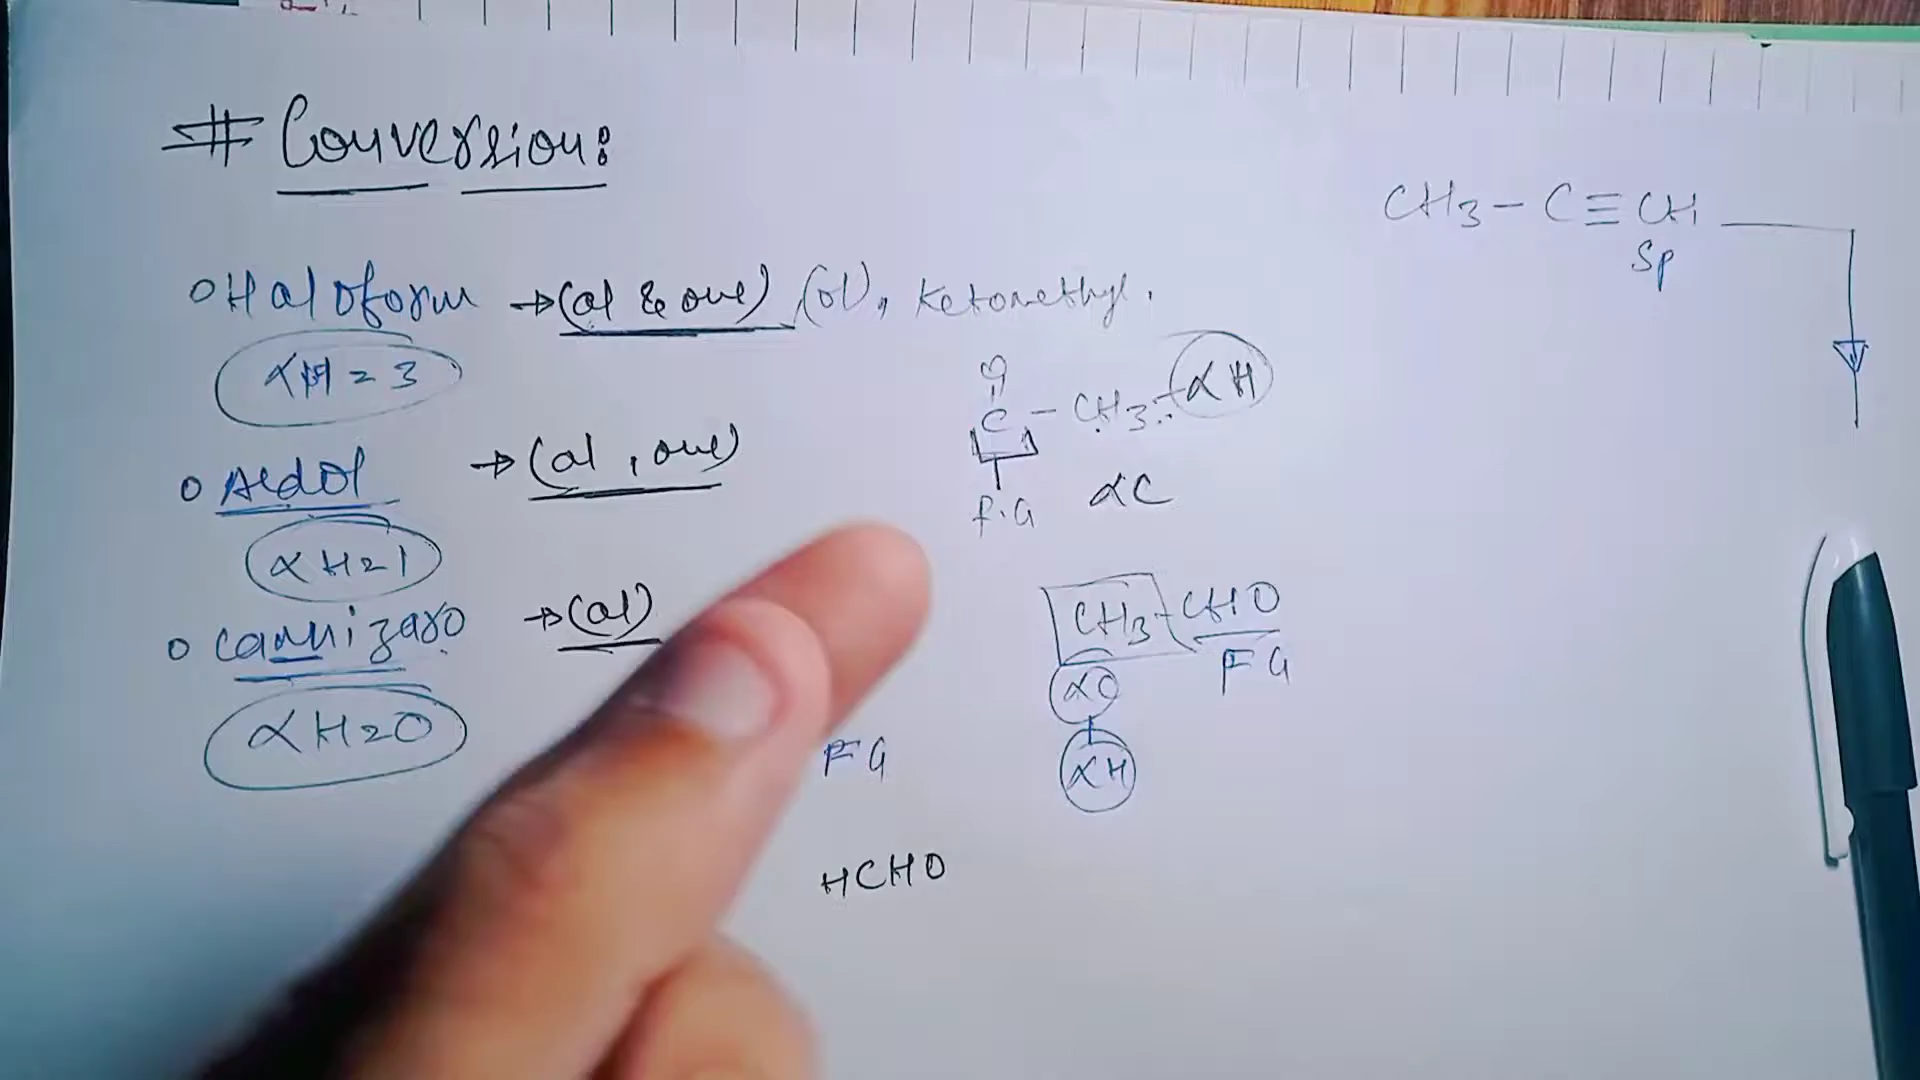 # Conversion:
CH3 - C ≡ CH
Sp
o Haloform → (al & one) (ol), Ketomethyl.
αH = 3
O
C - CH3 - αH
F.G
αC
o Aldol → (al, one)
αH=1
o Cannizaro → (al)
αH=0
CH3-CHO
FG
αC
αH
FG
HCHO